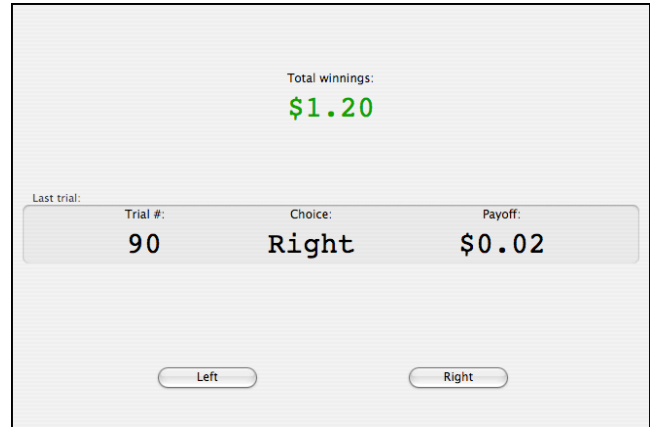 Total winnings:
$1.20
Last trial:
Trial #: Choice: Payoff:
90 Right $0.02
Left Right